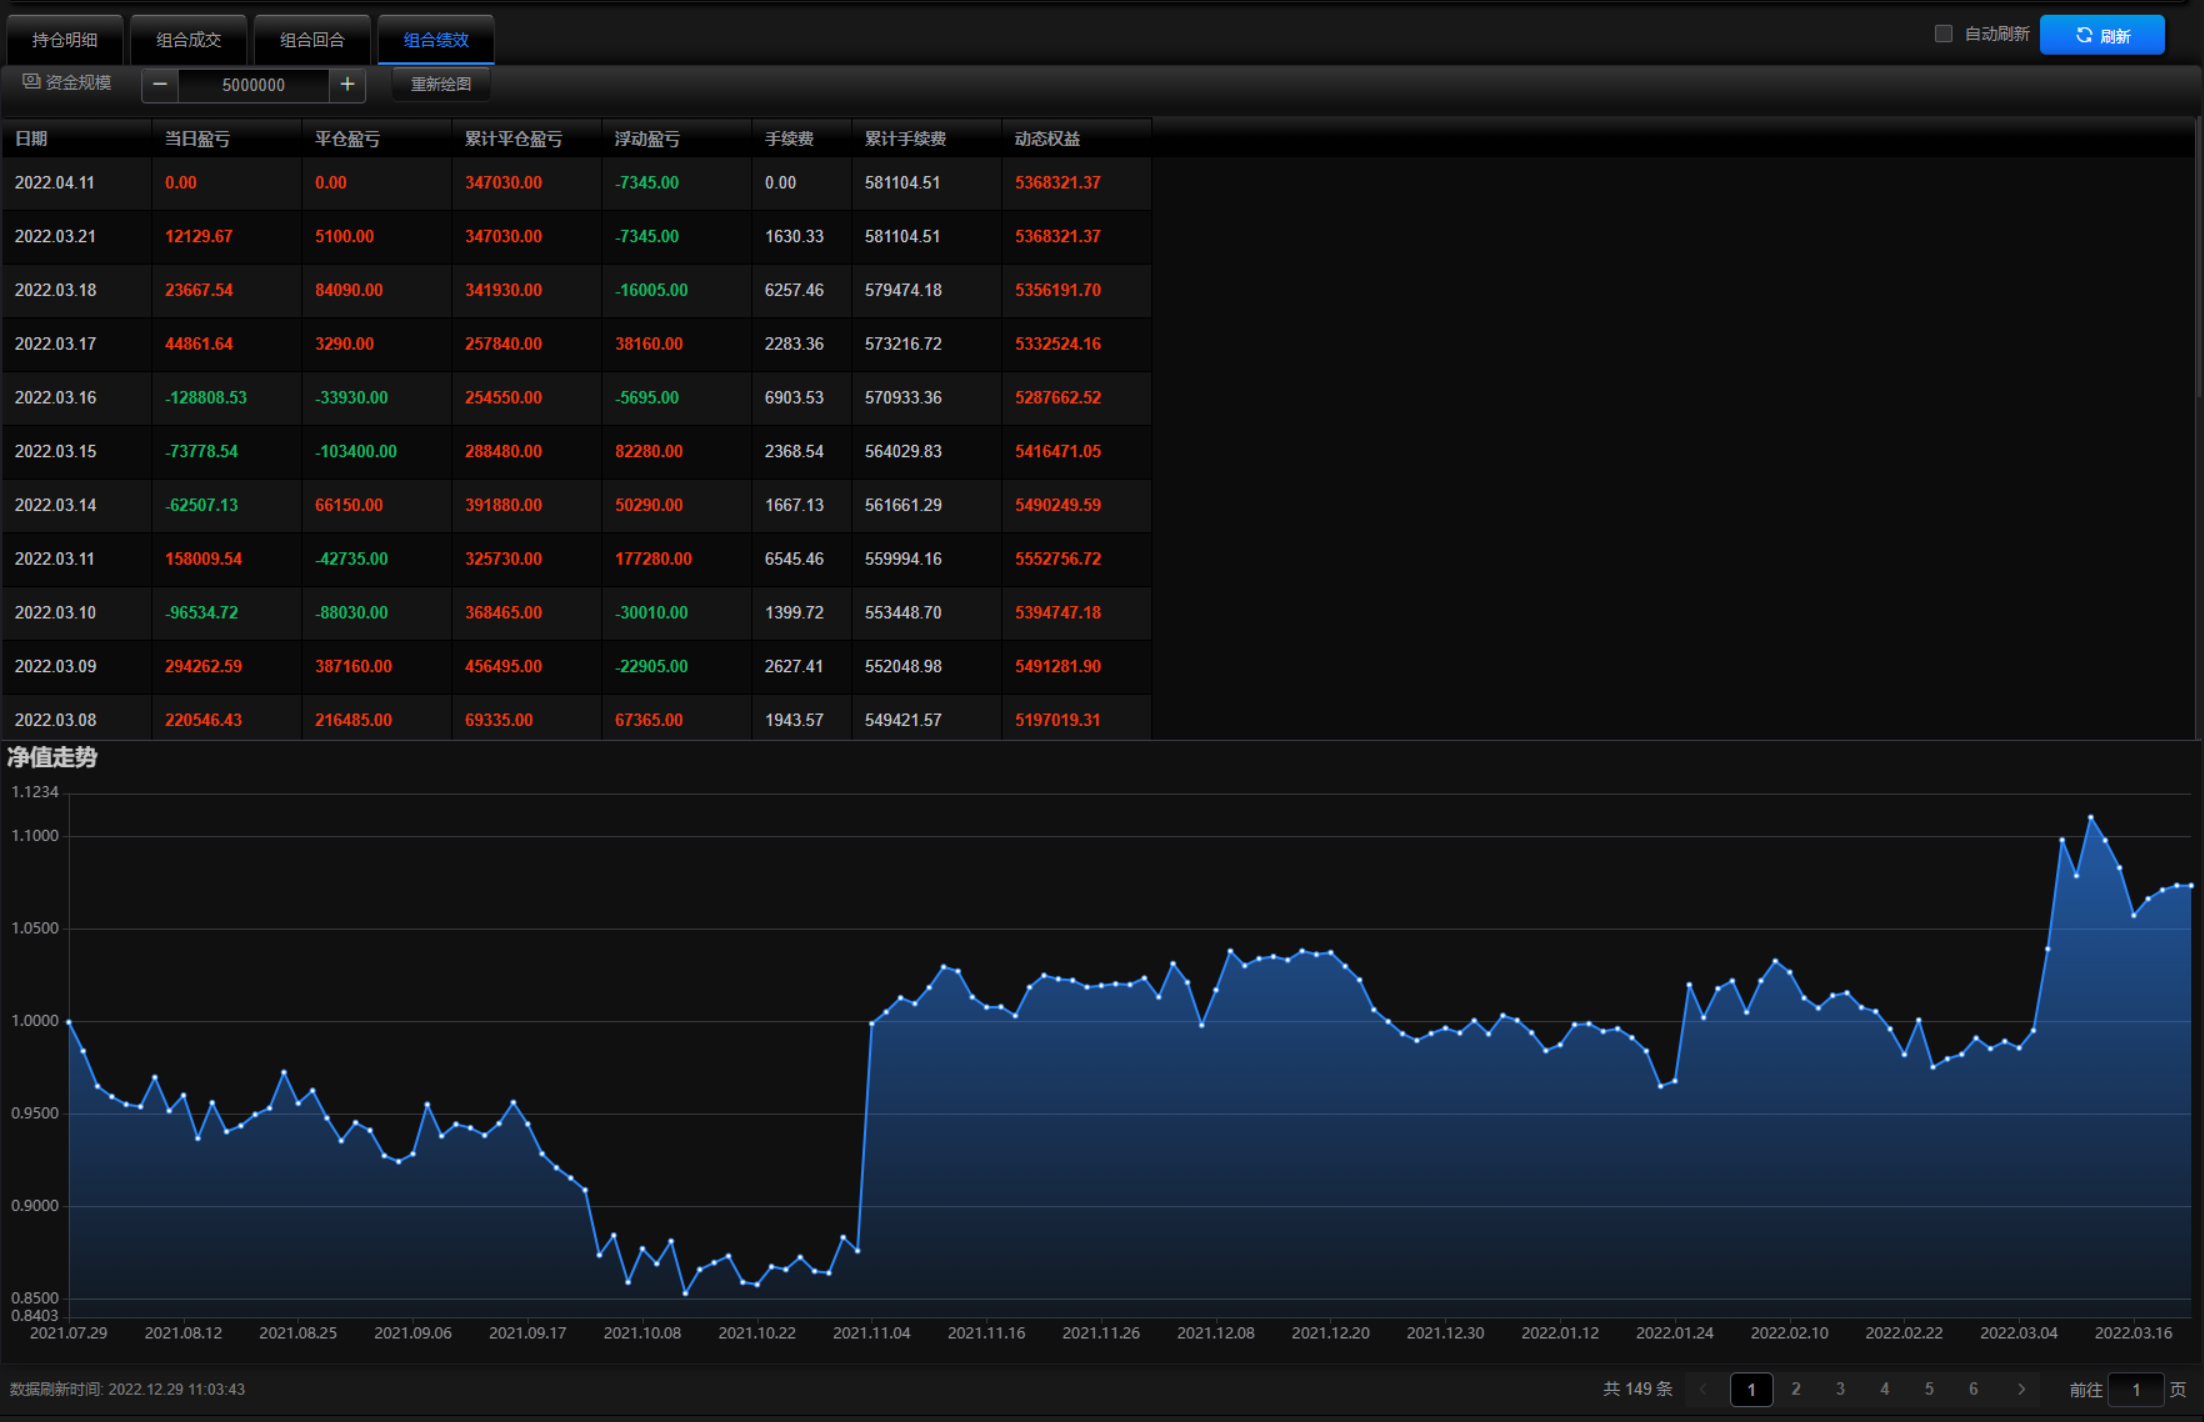 持仓明细 组合成交 组合回合 组合绩效 自动刷新 刷新
资金规模 − 5000000 + 重新绘图
日期 当日盈亏 平仓盈亏 累计平仓盈亏 浮动盈亏 手续费 累计手续费 动态权益
2022.04.11 0.00 0.00 347030.00 -7345.00 0.00 581104.51 5368321.37
2022.03.21 12129.67 5100.00 347030.00 -7345.00 1630.33 581104.51 5368321.37
2022.03.18 23667.54 84090.00 341930.00 -16005.00 6257.46 579474.18 5356191.70
2022.03.17 44861.64 3290.00 257840.00 38160.00 2283.36 573216.72 5332524.16
2022.03.16 -128808.53 -33930.00 254550.00 -5695.00 6903.53 570933.36 5287662.52
2022.03.15 -73778.54 -103400.00 288480.00 82280.00 2368.54 564029.83 5416471.05
2022.03.14 -62507.13 66150.00 391880.00 50290.00 1667.13 561661.29 5490249.59
2022.03.11 158009.54 -42735.00 325730.00 177280.00 6545.46 559994.16 5552756.72
2022.03.10 -96534.72 -88030.00 368465.00 -30010.00 1399.72 553448.70 5394747.18
2022.03.09 294262.59 387160.00 456495.00 -22905.00 2627.41 552048.98 5491281.90
2022.03.08 220546.43 216485.00 69335.00 67365.00 1943.57 549421.57 5197019.31
净值走势
1.1234
1.1000
1.0500
1.0000
0.9500
0.9000
0.8500
0.8403
2021.07.29 2021.08.12 2021.08.25 2021.09.06 2021.09.17 2021.10.08 2021.10.22 2021.11.04 2021.11.16 2021.11.26 2021.12.08 2021.12.20 2021.12.30 2022.01.12 2022.01.24 2022.02.10 2022.02.22 2022.03.04 2022.03.16
数据刷新时间: 2022.12.29 11:03:43 共 149 条 1 2 3 4 5 6 前往 1 页